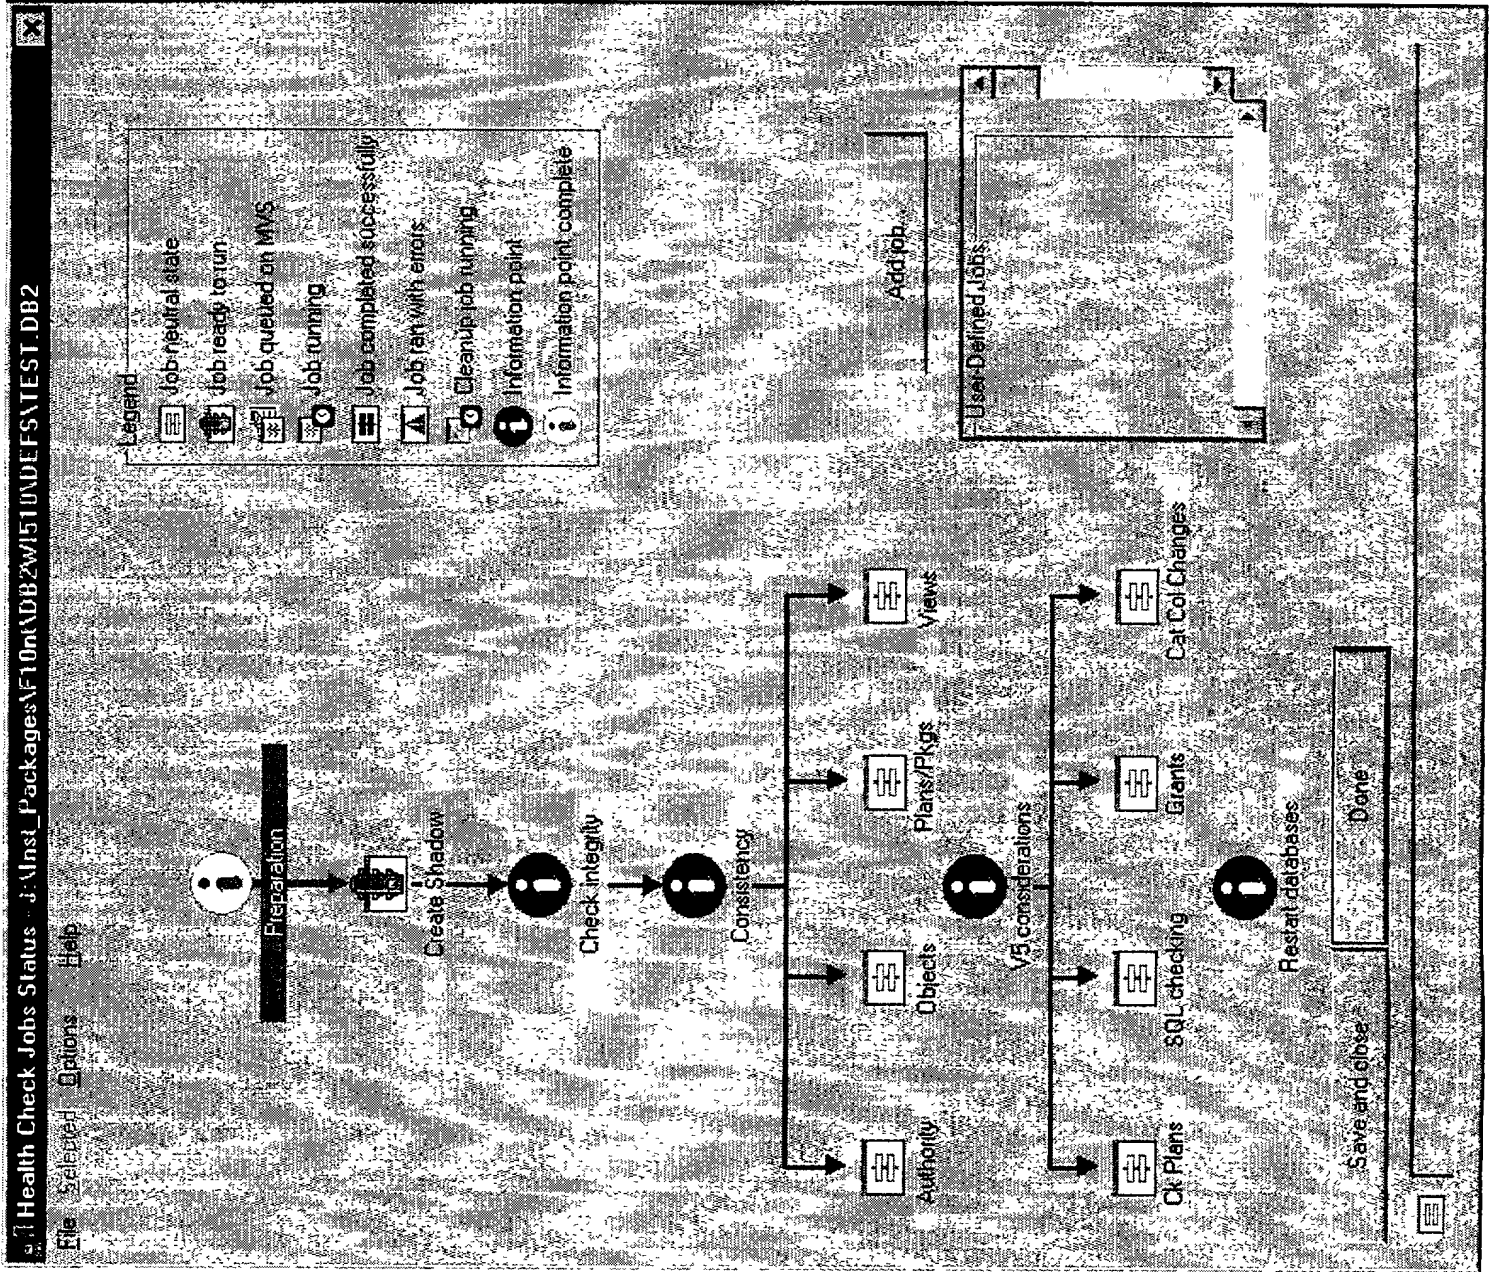 Health Check Jobs Status - J:\Inst_Packages\F10nt\DB2w!510\DEFS\TEST.DB2
File Selected Options Help
Preparation
Create Shadow
Check integrity
Consistency
Authority Objects Plans/Pkgs Views
V5 considerations
Ck Plans SQL checking Grants Cat Col Changes
Restart databases
Save and close Done
Legend
Job neutral state
Job ready to run
Job queued on MVS
Job running
Job completed successfully
Job ran with errors
Cleanup job running
Information point
Information point complete
Add job...
User-Defined Jobs